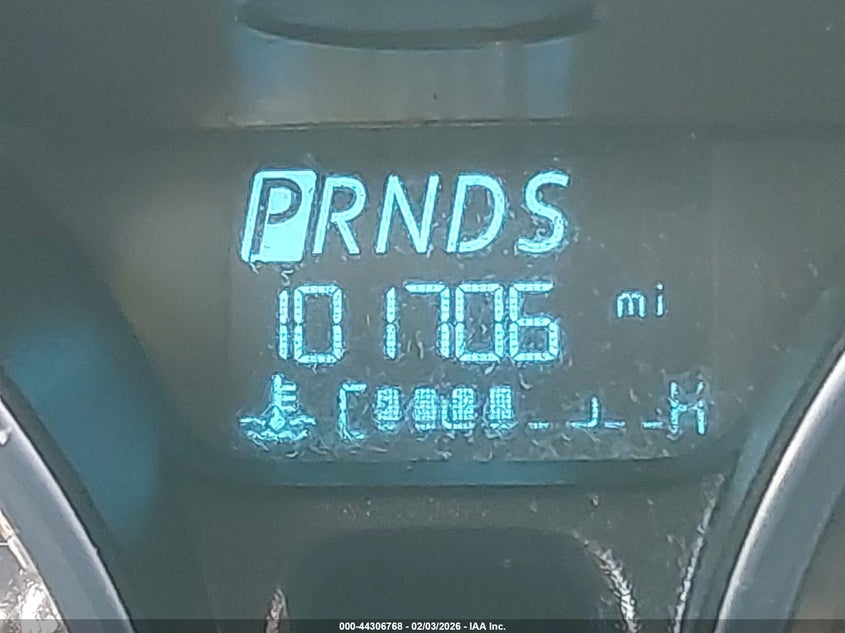 PRNDS
101706 mi
C H
000-44306768 - 02/03/2026 - IAA Inc.